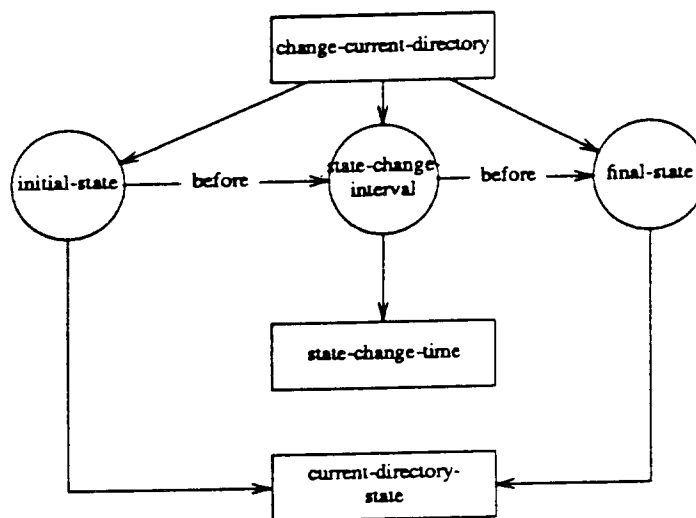 change-current-directory
initial-state
before
state-change-
interval
before
final-state
state-change-time
current-directory-
state